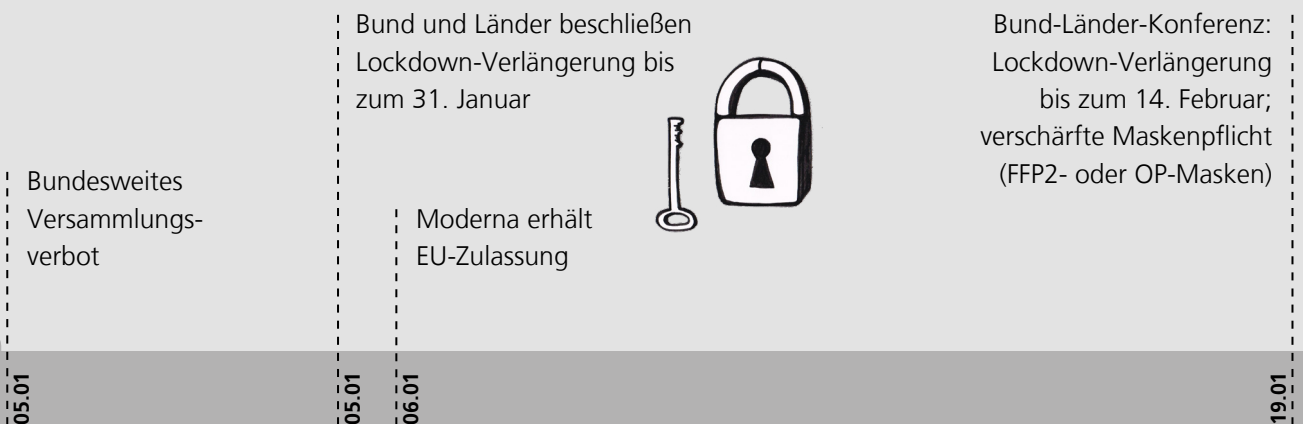 Bund und Länder beschließen
Lockdown-Verlängerung bis
zum 31. Januar
Bund-Länder-Konferenz:
Lockdown-Verlängerung
bis zum 14. Februar;
verschärfte Maskenpflicht
(FFP2- oder OP-Masken)
Bundesweites
Versammlungs-
verbot
Moderna erhält
EU-Zulassung
05.01
05.01
06.01
19.01